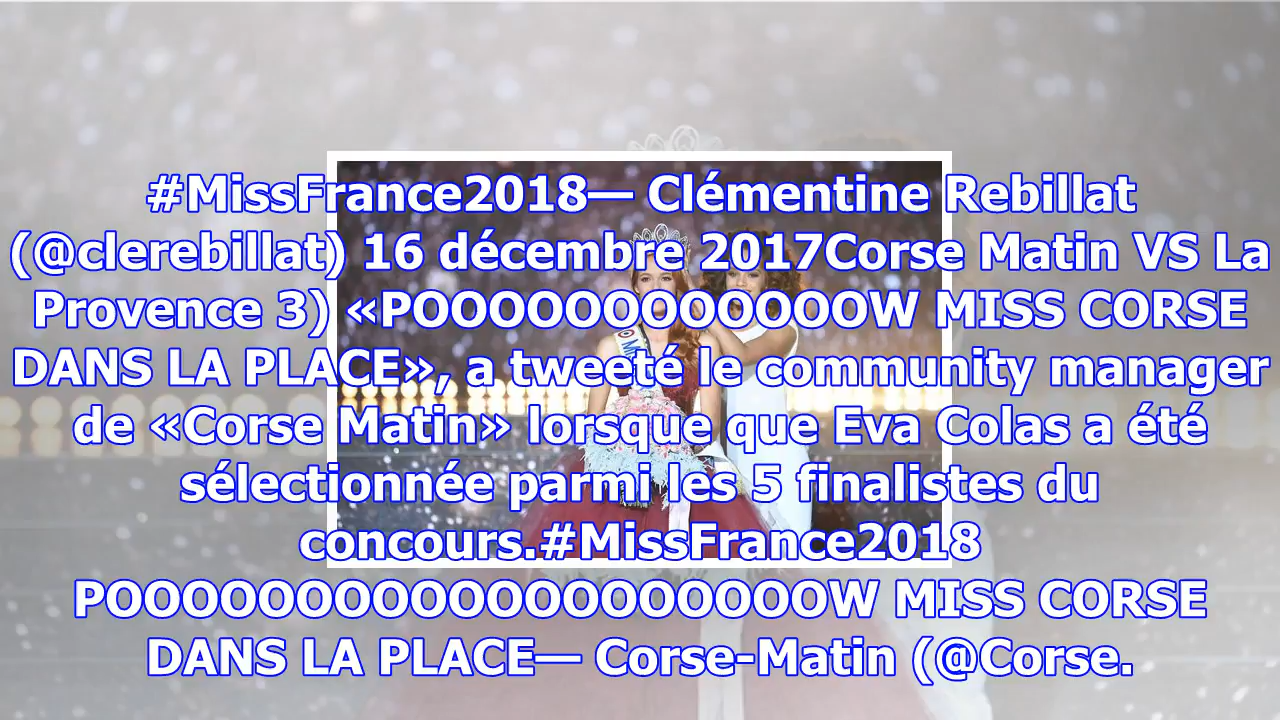 #MissFrance2018— Clémentine Rebillat
(@clerebillat) 16 décembre 2017Corse Matin VS La
Provence 3) «POOOOOOOOOOOOOW MISS CORSE
DANS LA PLACE», a tweeté le community manager
de «Corse Matin» lorsque que Eva Colas a été
sélectionnée parmi les 5 finalistes du
concours.#MissFrance2018
POOOOOOOOOOOOOOOOOOOOW MISS CORSE
DANS LA PLACE— Corse-Matin (@Corse.